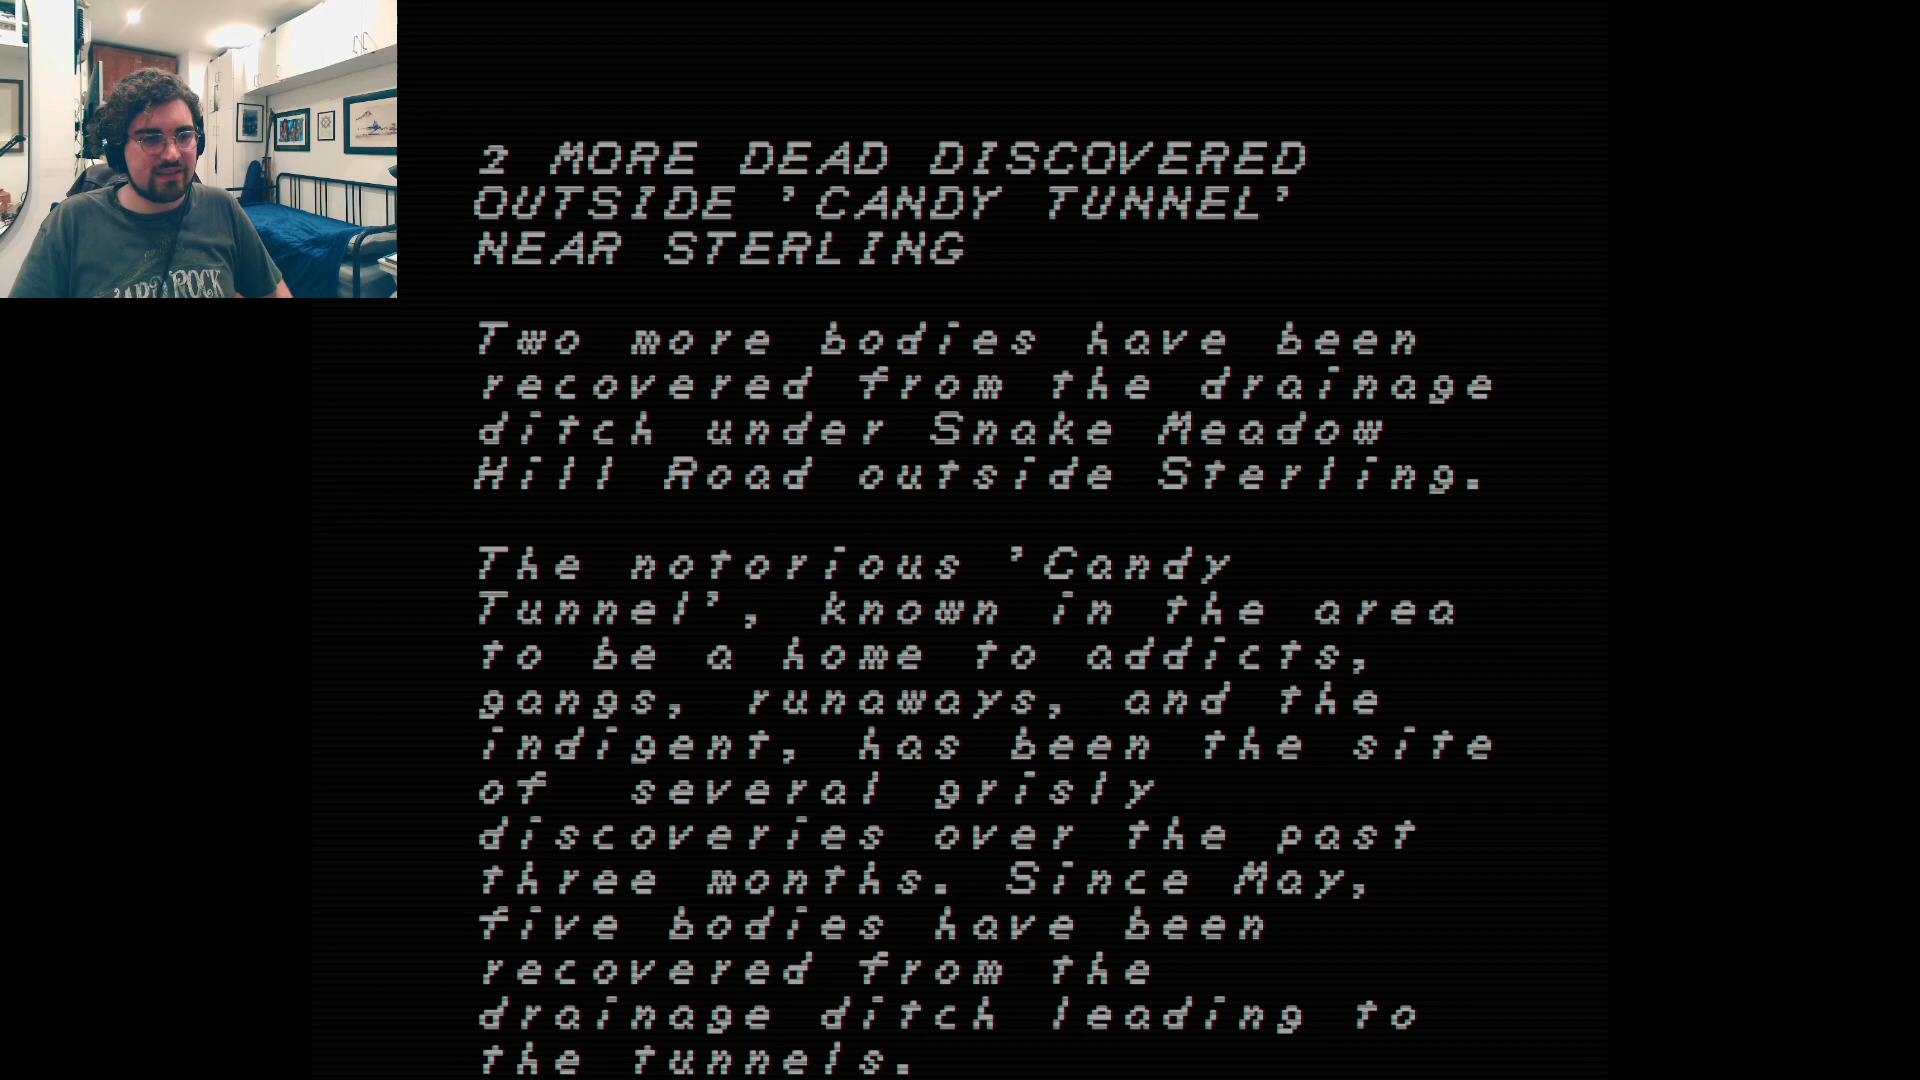 2 MORE DEAD DISCOVERED
OUTSIDE 'CANDY TUNNEL'
NEAR STERLING
Two more bodies have been
recovered from the drainage
ditch under Snake Meadow
Hill Road outside Sterling.
The notorious 'Candy
Tunnel', known in the area
to be a home to addicts,
gangs, runaways, and the
indigent, has been the site
of several grisly
discoveries over the past
three months. Since May,
five bodies have been
recovered from the
drainage ditch leading to
the tunnels.
ROCK